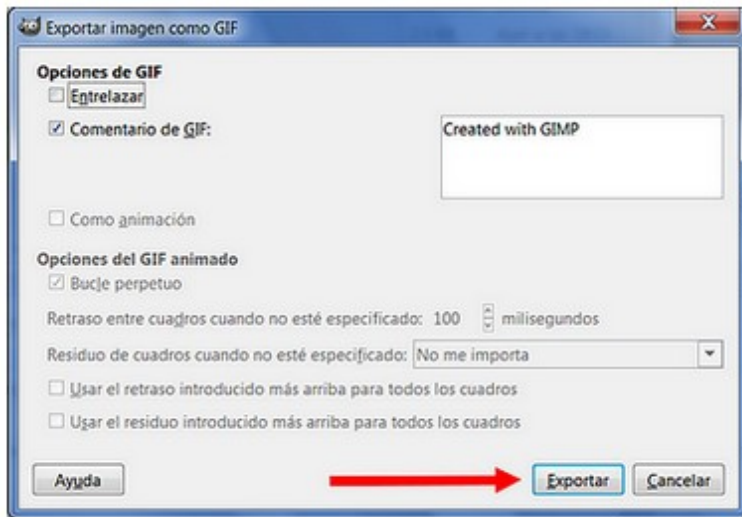 Exportar imagen como GIF
Opciones de GIF
Entrelazar
Comentario de GIF:
Created with GIMP
Como animación
Opciones del GIF animado
Bucle perpetuo
Retraso entre cuadros cuando no esté especificado: 100 milisegundos
Residuo de cuadros cuando no esté especificado: No me importa
Usar el retraso introducido más arriba para todos los cuadros
Usar el residuo introducido más arriba para todos los cuadros
Ayuda Exportar Cancelar